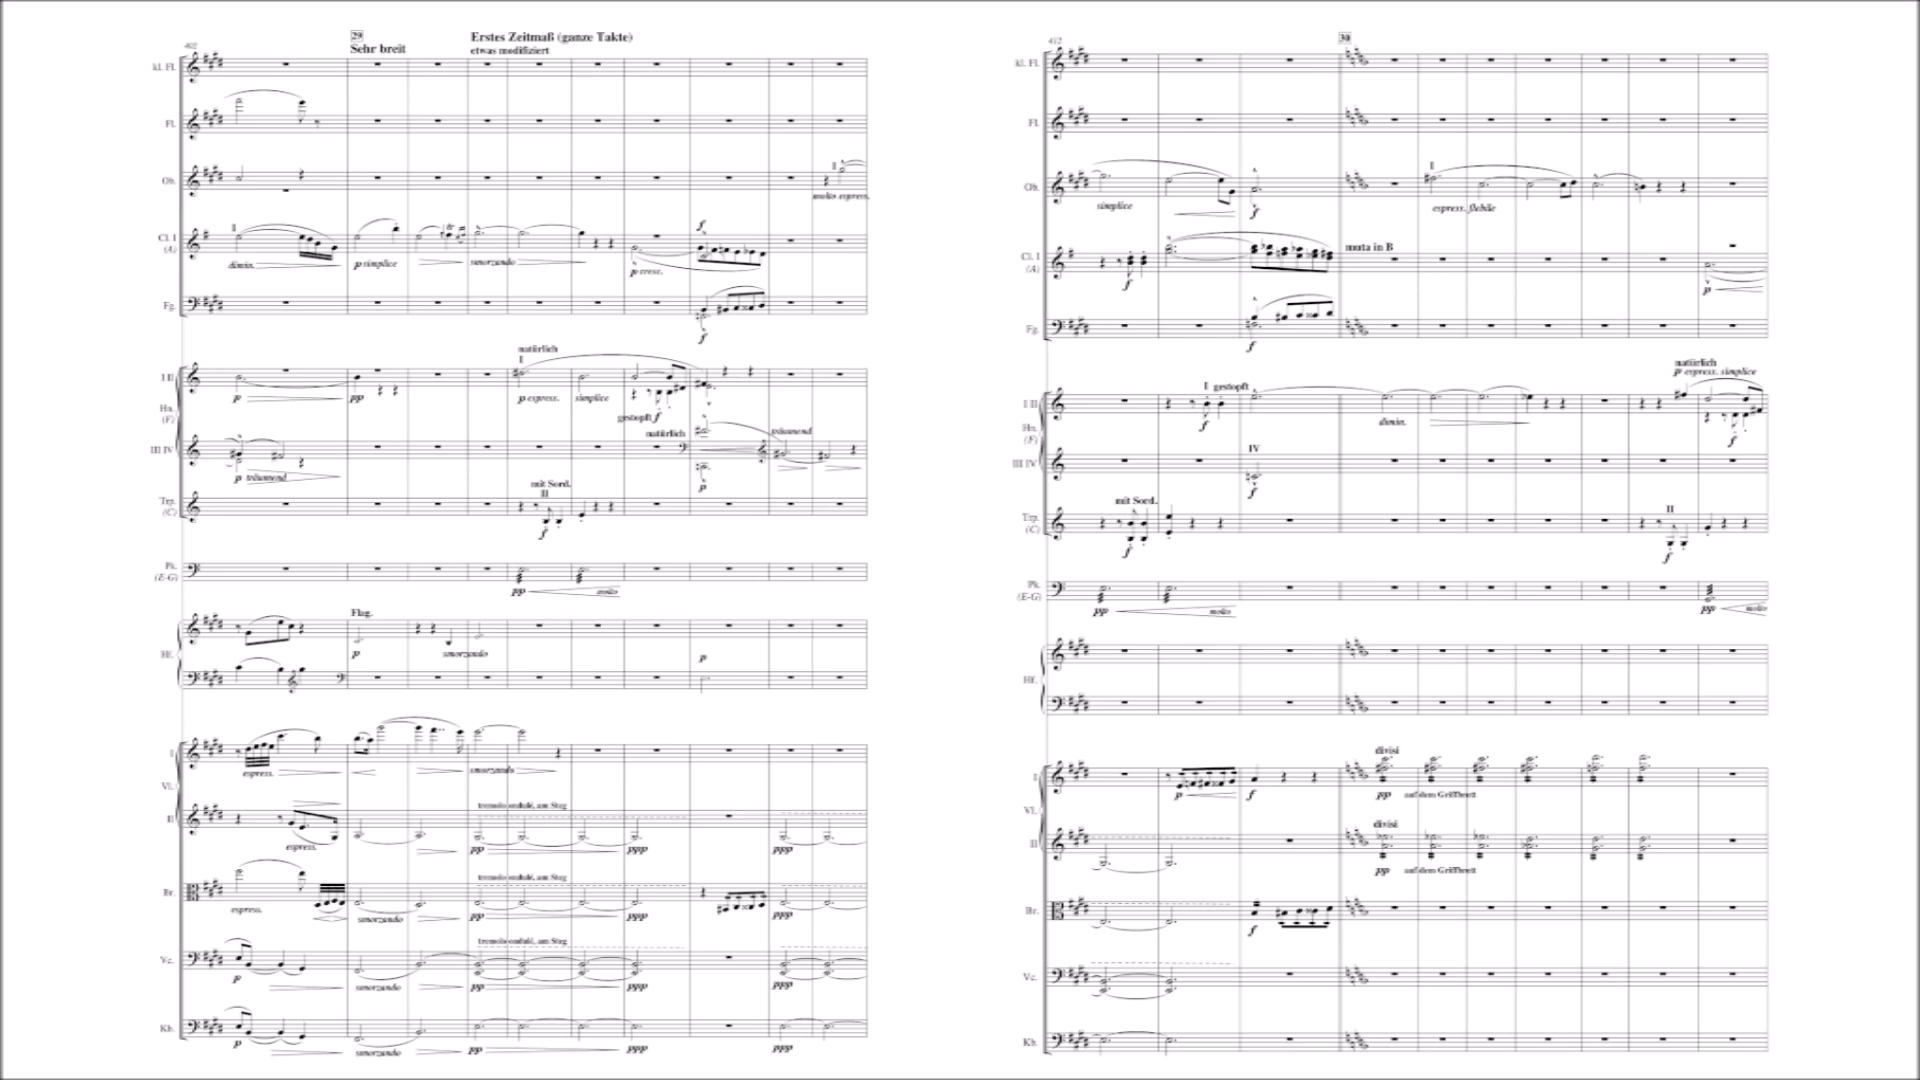 402
29
Sehr breit
Erstes Zeitmaß (ganze Takte)
etwas modifiziert
kl. Fl.
Fl.
Ob.
I
molto espress.
Cl. I
(A)
I
dimin.
p simplice
smorzando
p cresc.
f
Fg.
f
natürlich
I
I II
p
pp
p espress.
simplice
gestopft f
Hn.
(F)
natürlich
träumend
III IV
p träumend
p
mit Sord.
II
Trp.
(C)
f
Pk.
(E-G)
pp
molto
Flag.
p
smorzando
p
Hf.
I
espress.
smorzando
Vl.
tremolo ondulé, am Steg
II
espress.
pp
ppp
ppp
tremolo ondulé, am Steg
Br.
espress.
smorzando
pp
ppp
ppp
tremolo ondulé, am Steg
Vc.
p
smorzando
pp
ppp
ppp
Kb.
p
smorzando
pp
ppp
ppp
412
30
kl. Fl.
Fl.
I
Ob.
simplice
f
espress. flebile
muta in B
Cl. I
(A)
f
p
Fg.
f
natürlich
p espress. simplice
I gestopft
I II
f
dimin.
f
Hn.
(F)
IV
III IV
f
mit Sord.
II
Trp.
(C)
f
f
Pk.
(E-G)
pp
molto
pp
molto
Hf.
divisi
I
p
f
pp auf dem Griffbrett
Vl.
divisi
II
pp auf dem Griffbrett
Br.
f
Vc.
Kb.